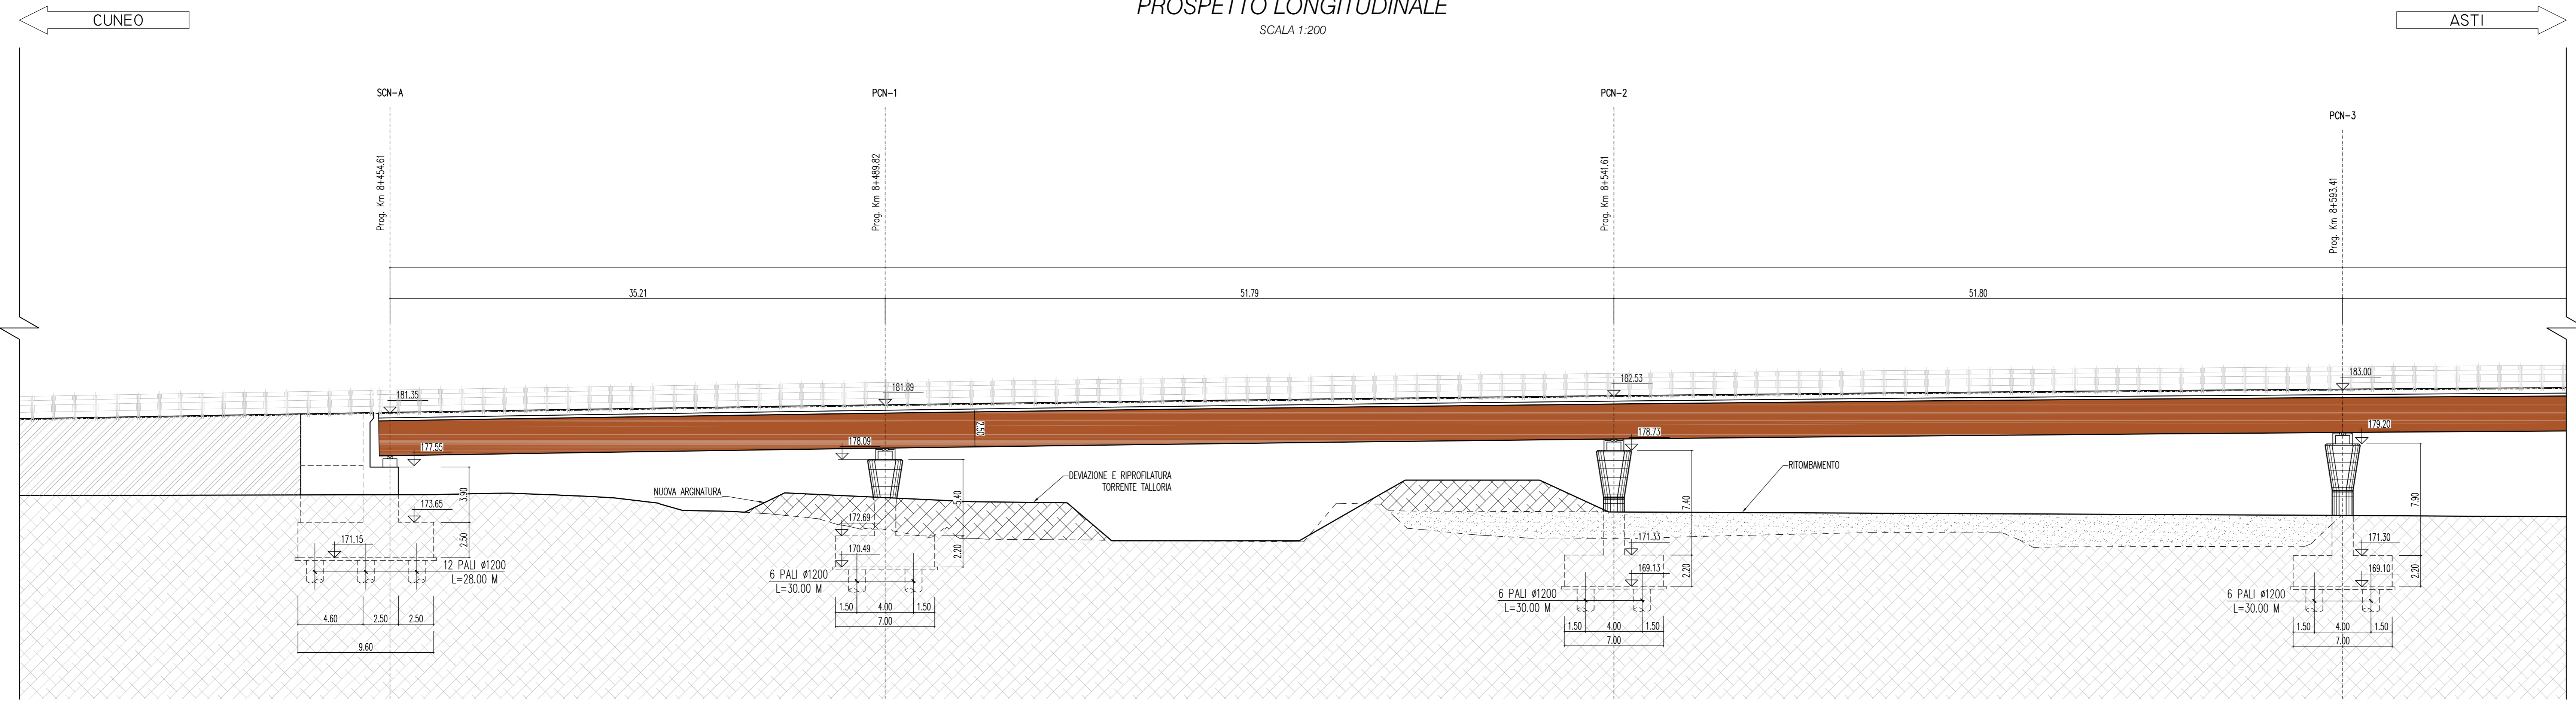 PROSPETTO LONGITUDINALE
SCALA 1:200
CUNEO
ASTI
SCN-A
PCN-1
PCN-2
PCN-3
Prog. Km 8+454.61
Prog. Km 8+489.82
Prog. Km 8+541.61
Prog. Km 8+593.41
35.21
51.79
51.80
181.35
181.89
182.53
183.00
177.55
178.09
2.50
178.73
179.20
NUOVA ARGINATURA
DEVIAZIONE E RIPROFILATURA
TORRENTE TALLORIA
RITOMBAMENTO
3.90
173.65
2.50
171.15
12 PALI ø1200
L=28.00 M
4.60
2.50
2.50
9.60
5.40
172.69
2.20
170.49
6 PALI ø1200
L=30.00 M
1.50
4.00
1.50
7.00
7.40
171.33
2.20
169.13
6 PALI ø1200
L=30.00 M
1.50
4.00
1.50
7.00
7.90
171.30
2.20
169.10
6 PALI ø1200
L=30.00 M
1.50
4.00
1.50
7.00